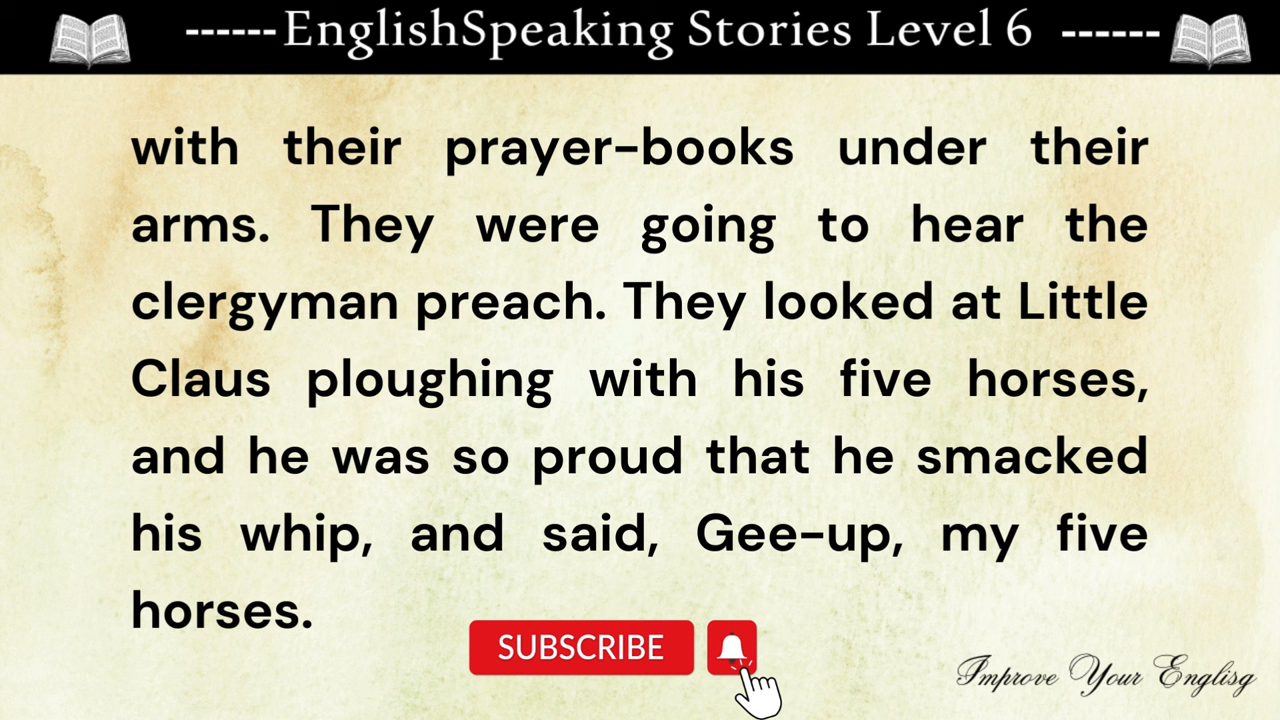 ------EnglishSpeaking Stories Level 6 ------
with their prayer-books under their
arms. They were going to hear the
clergyman preach. They looked at Little
Claus ploughing with his five horses,
and he was so proud that he smacked
his whip, and said, Gee-up, my five
horses.
SUBSCRIBE
Improve Your Englisg